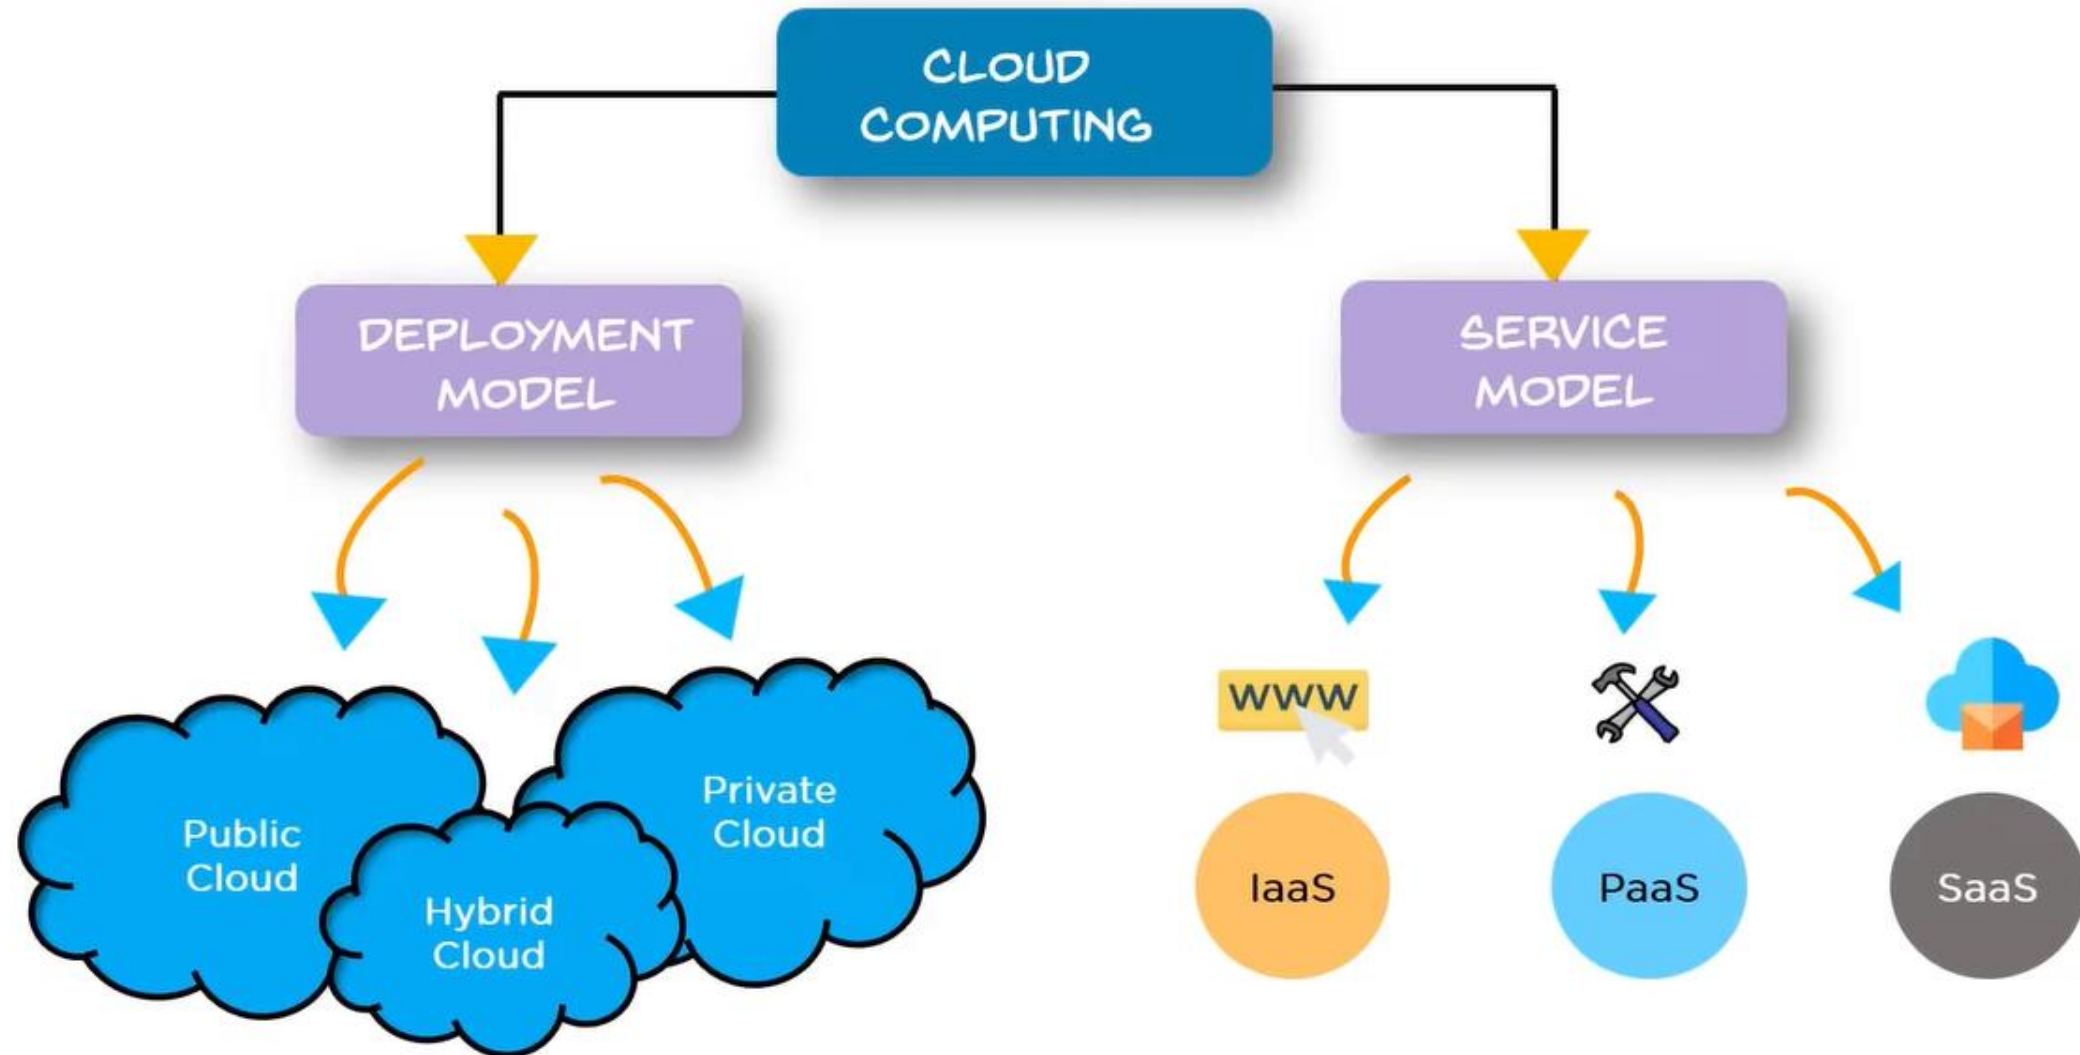 CLOUD
COMPUTING
DEPLOYMENT
MODEL
SERVICE
MODEL
Public
Cloud
Hybrid
Cloud
Private
Cloud
WWW
IaaS
PaaS
SaaS